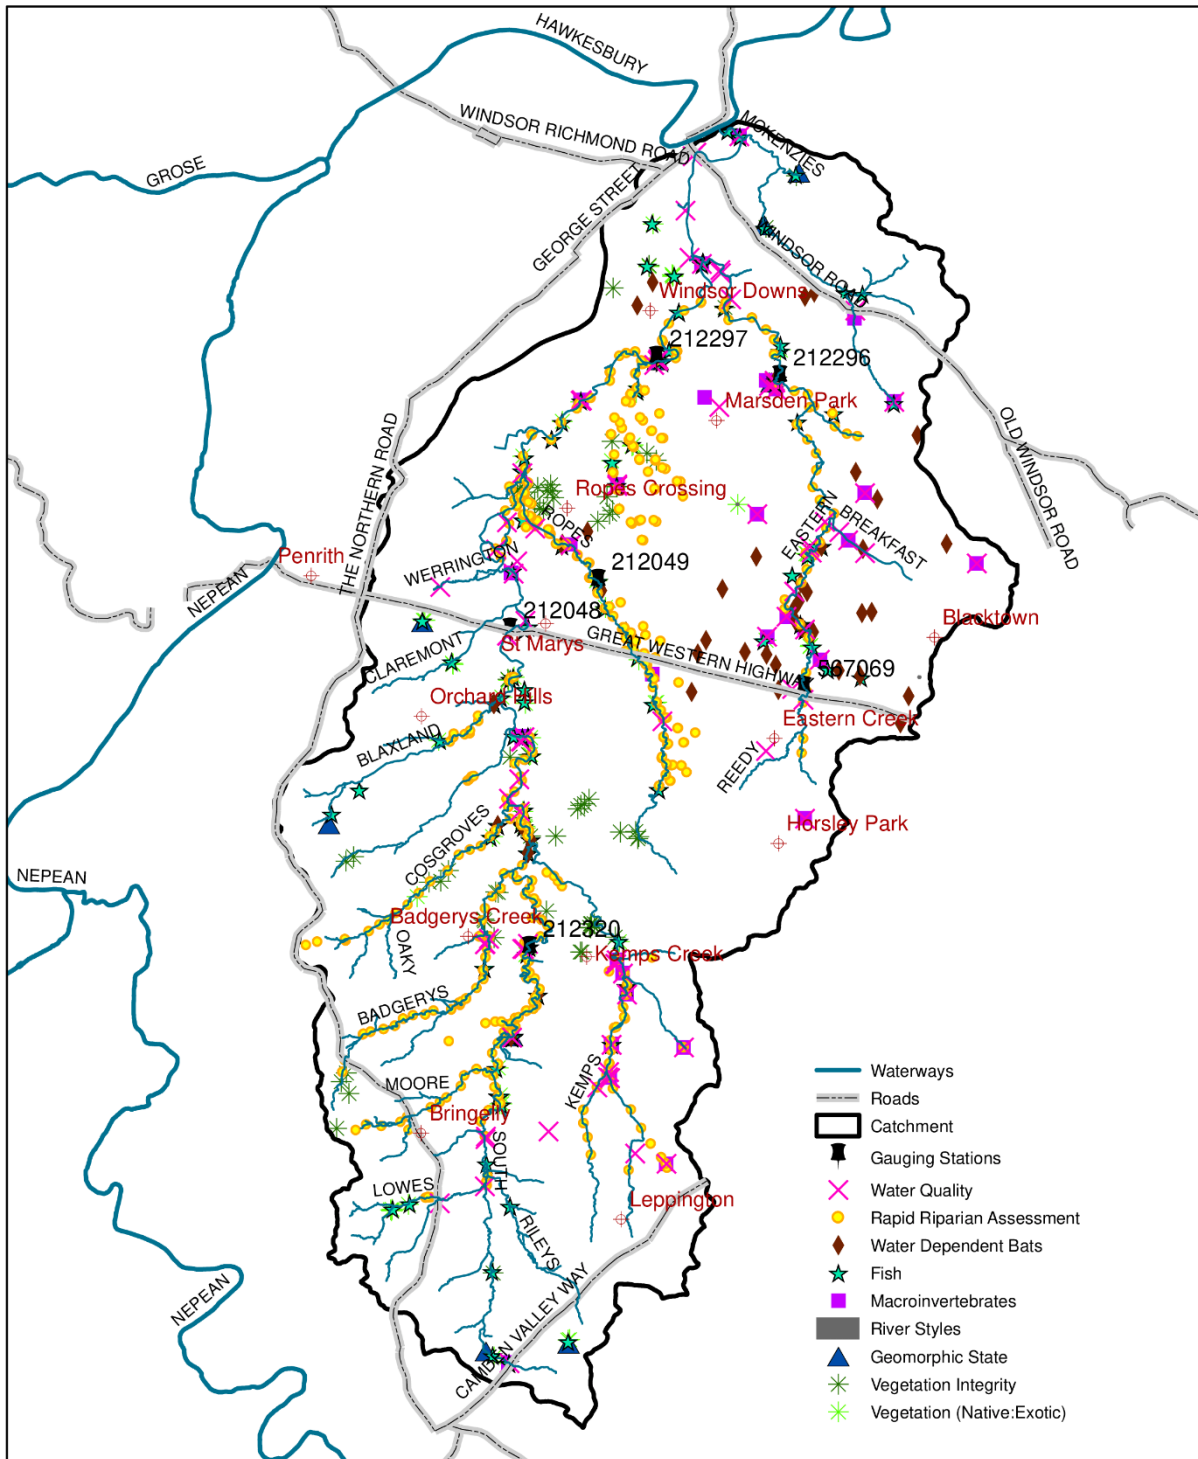 HAWKESBURY
WINDSOR RICHMOND ROAD
MCKENZIES
GROSE
GEORGE STREET
WINDSOR ROAD
Windsor Downs
212297
212296
Marsden Park
OLD WINDSOR ROAD
THE NORTHERN ROAD
Ropes Crossing
ROPES
EASTERN
BREAKFAST
Penrith
WERRINGTON
212049
NEPEAN
212048
Blacktown
St Marys
GREAT WESTERN HIGHWAY
CLAREMONT
567069
Orchard Hills
Eastern Creek
BLAXLAND
REEDY
COSGROVES
Horsley Park
NEPEAN
Badgerys Creek
212320
OAKY
Kemps Creek
BADGERYS
KEMPS
MOORE
Bringelly
SOUTH
LOWES
Leppington
RILEYS
NEPEAN
CAMDEN VALLEY WAY
Waterways
Roads
Catchment
Gauging Stations
Water Quality
Rapid Riparian Assessment
Water Dependent Bats
Fish
Macroinvertebrates
River Styles
Geomorphic State
Vegetation Integrity
Vegetation (Native:Exotic)